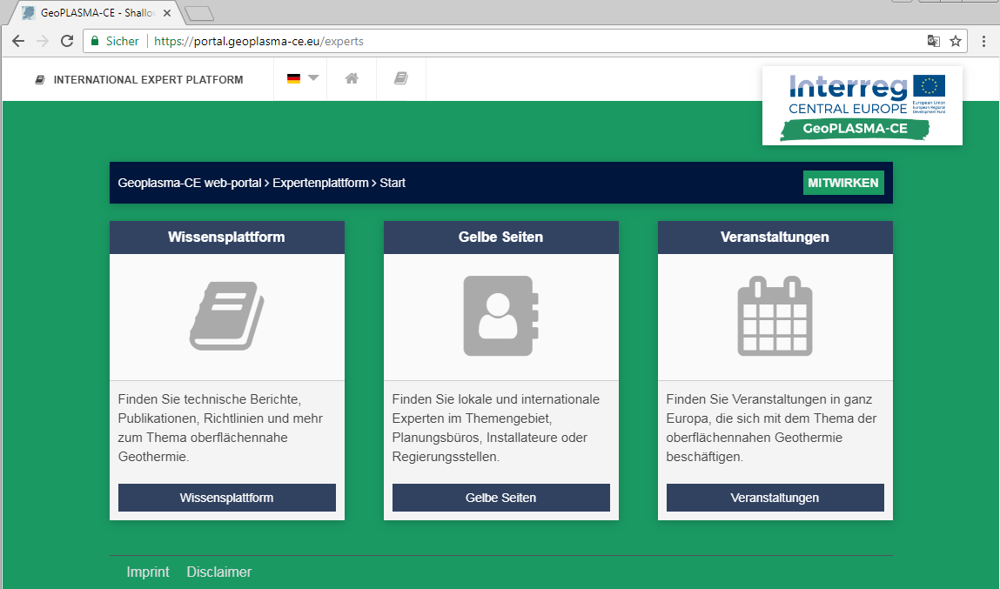 GeoPLASMA-CE - Shallo
Sicher
https://portal.geoplasma-ce.eu/experts
INTERNATIONAL EXPERT PLATFORM
Interreg
CENTRAL EUROPE
European Union
European Regional
Development Fund
GeoPLASMA-CE
Geoplasma-CE web-portal > Expertenplattform > Start
MITWIRKEN
Wissensplattform
Finden Sie technische Berichte,
Publikationen, Richtlinien und mehr
zum Thema oberflächennahe
Geothermie.
Wissensplattform
Gelbe Seiten
Finden Sie lokale und internationale
Experten im Themengebiet,
Planungsbüros, Installateure oder
Regierungsstellen.
Gelbe Seiten
Veranstaltungen
Finden Sie Veranstaltungen in ganz
Europa, die sich mit dem Thema der
oberflächennahen Geothermie
beschäftigen.
Veranstaltungen
Imprint
Disclaimer